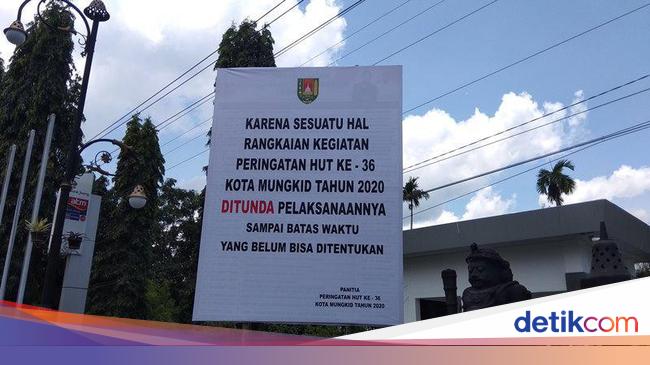 KARENA SESUATU HAL
RANGKAIAN KEGIATAN
PERINGATAN HUT KE - 36
KOTA MUNGKID TAHUN 2020
DITUNDA PELAKSANAANNYA
SAMPAI BATAS WAKTU
YANG BELUM BISA DITENTUKAN
PANITIA
PERINGATAN HUT KE - 36
KOTA MUNGKID TAHUN 2020
atm
detikcom